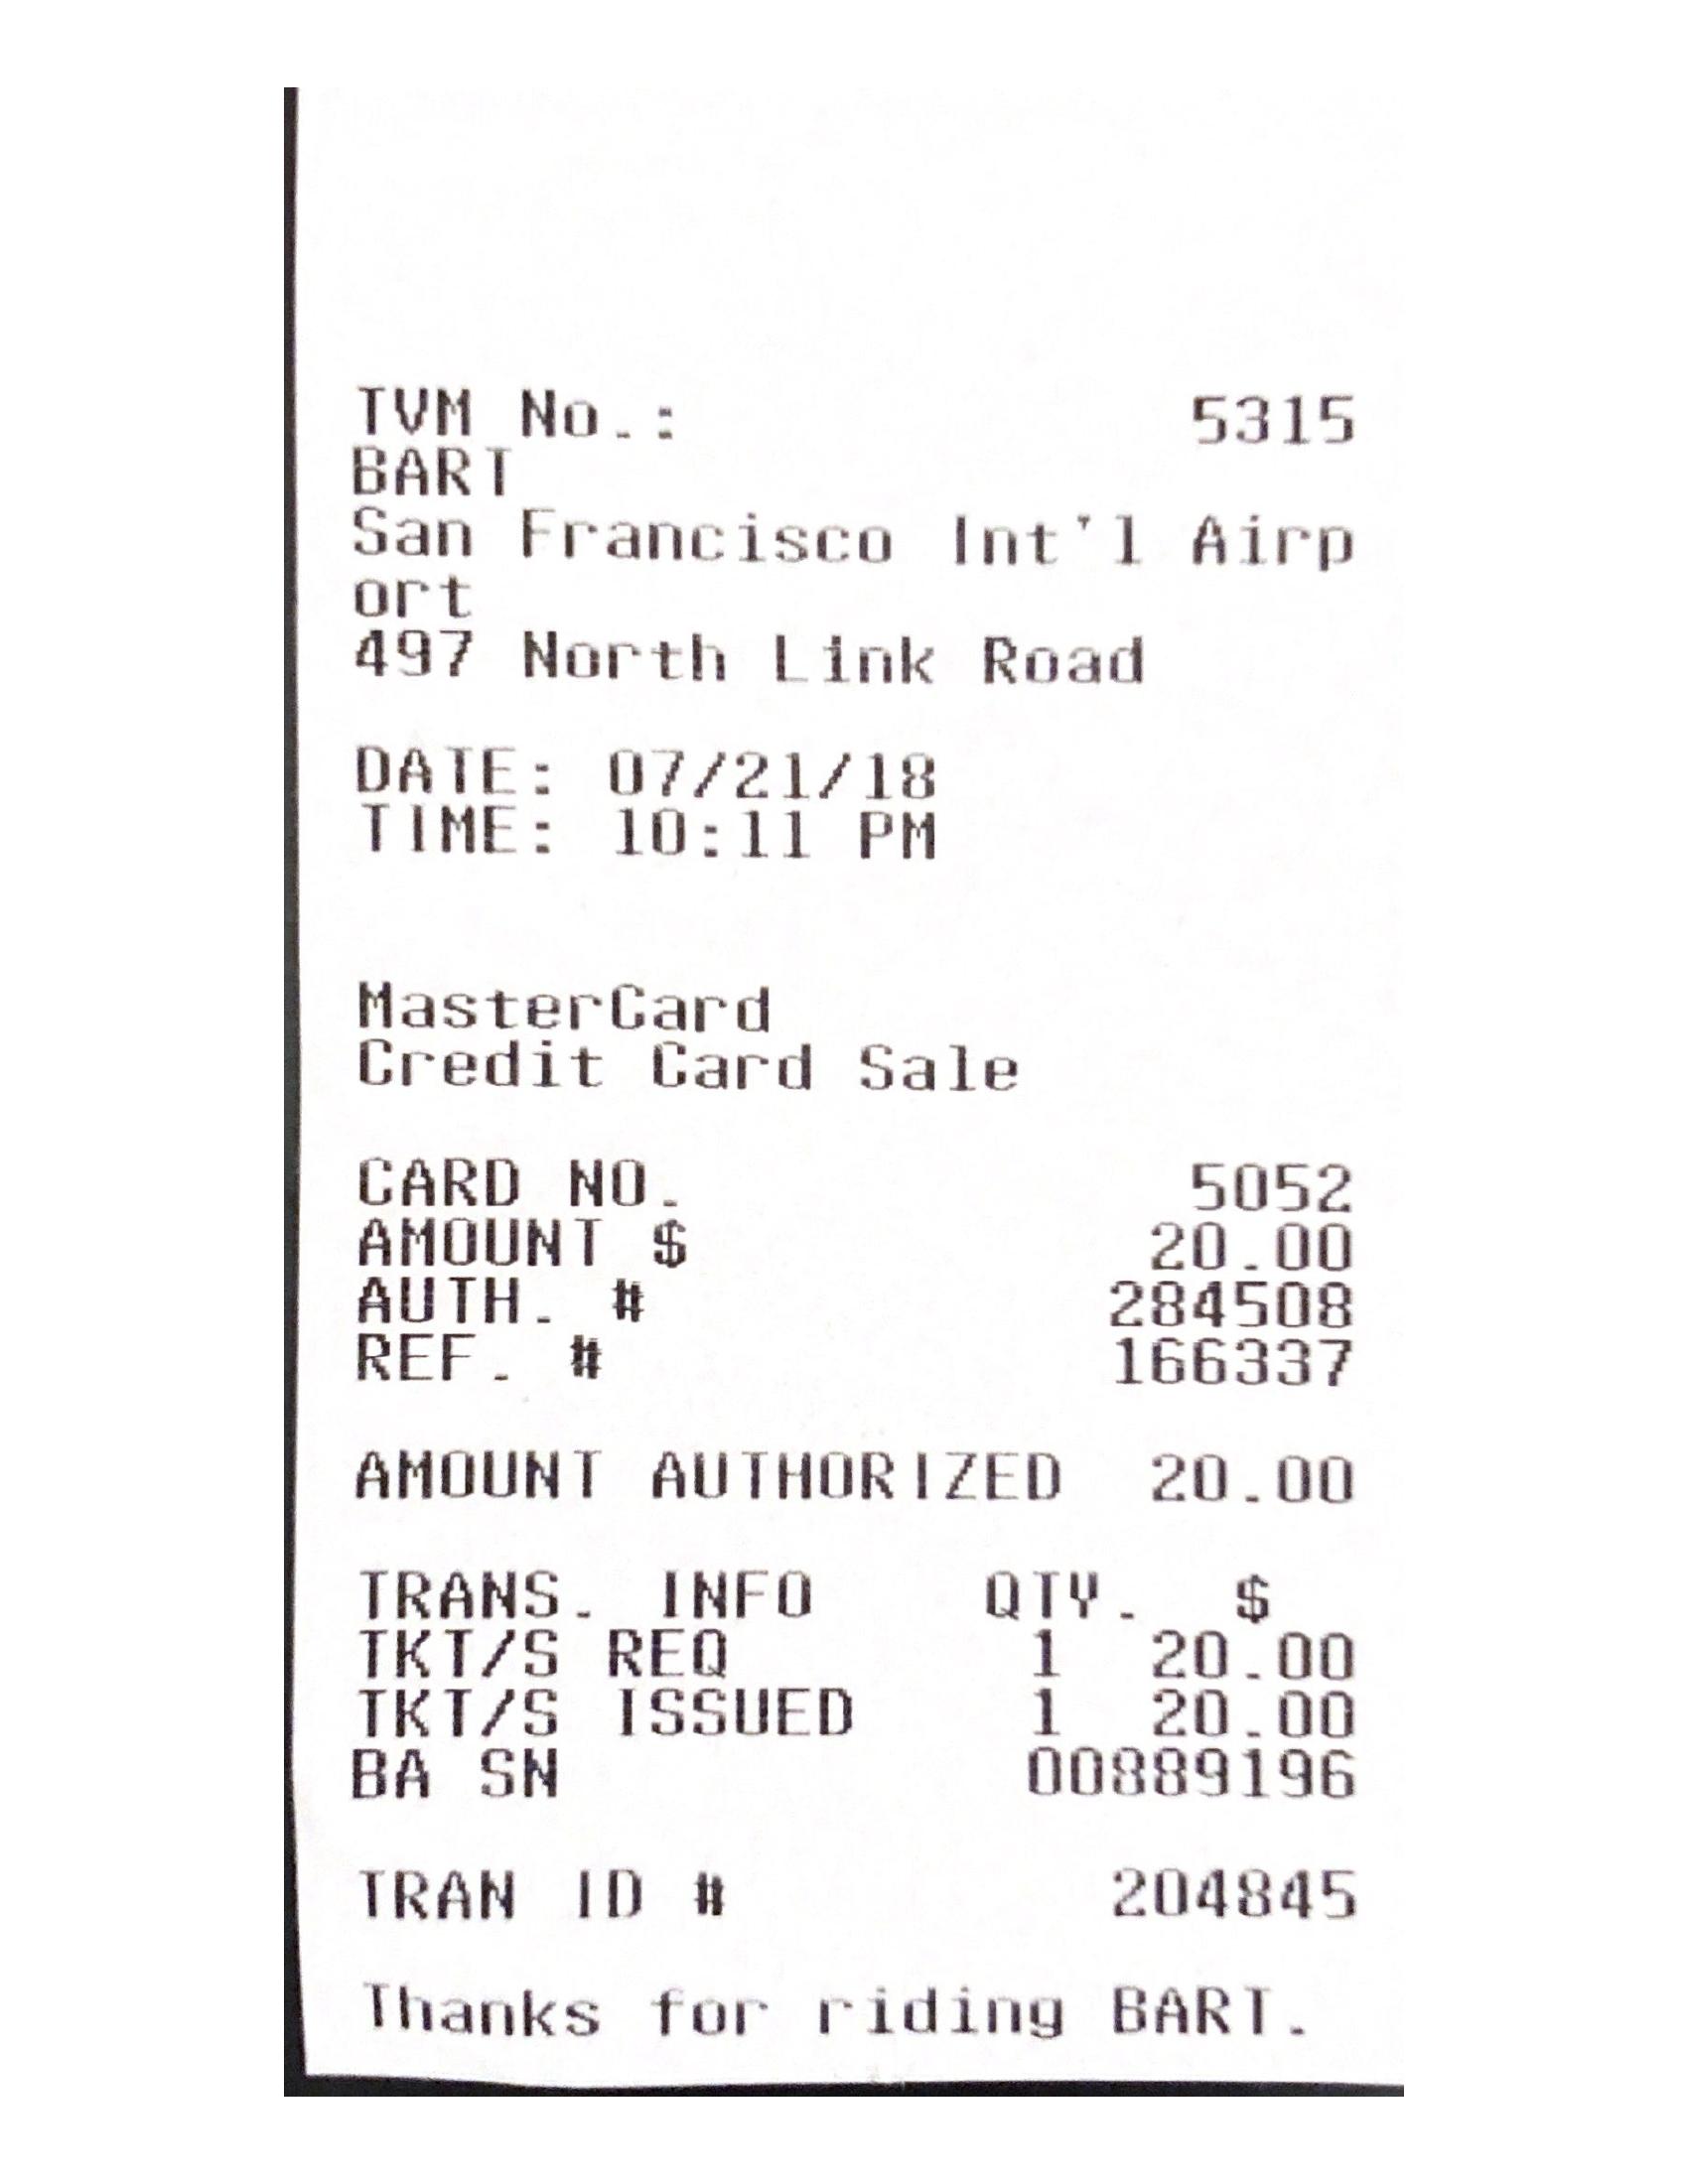 TVM No.: 5315
BART
San Francisco Int'l Airp
ort
497 North Link Road
DATE: 07/21/18
TIME: 10:11 PM
MasterCard
Credit Card Sale
CARD NO. 5052
AMOUNT $ 20.00
AUTH. # 284508
REF. # 166337
AMOUNT AUTHORIZED 20.00
TRANS. INFO QTY. $
TKT/S REQ 1 20.00
TKT/S ISSUED 1 20.00
BA SN 00889196
TRAN ID # 204845
Thanks for riding BART.